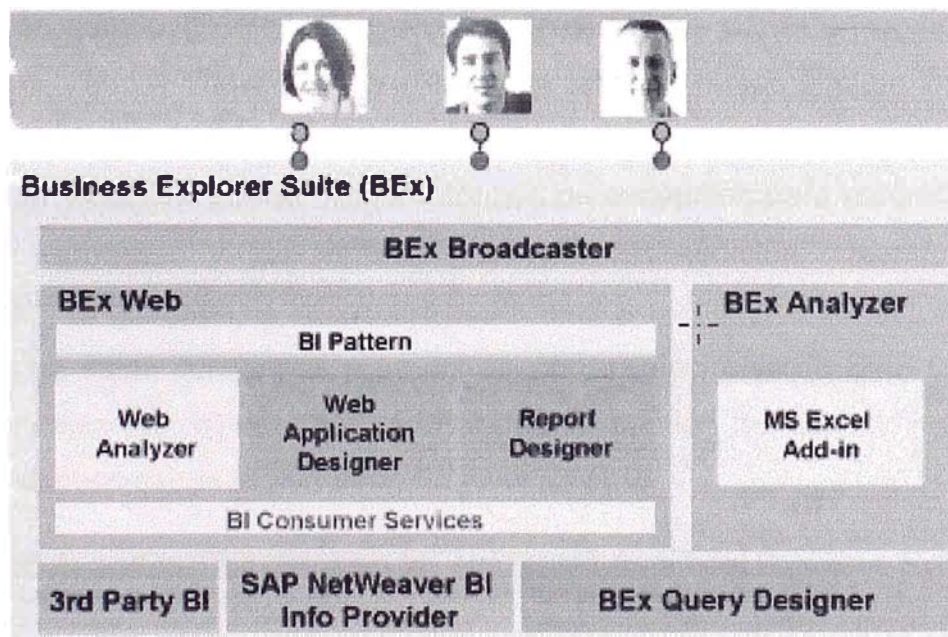 Business Explorer Suite (BEx)
BEx Broadcaster
BEx Web
BI Pattern
Web
Analyzer
Web
Application
Designer
Report
Designer
BI Consumer Services
BEx Analyzer
MS Excel
Add-in
3rd Party BI
SAP NetWeaver BI
Info Provider
BEx Query Designer